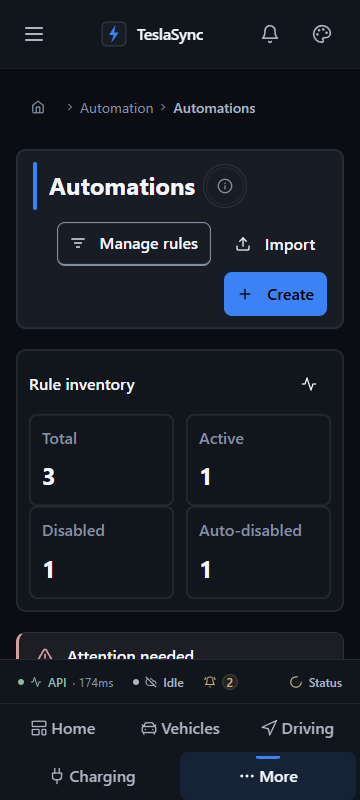 TeslaSync
Automation > Automations
Automations
Manage rules
Import
+ Create
Rule inventory
Total
Active
3
1
Disabled
Auto-disabled
1
1
Attention needed
API · 174ms
Idle
2
Status
Home
Vehicles
Driving
Charging
More